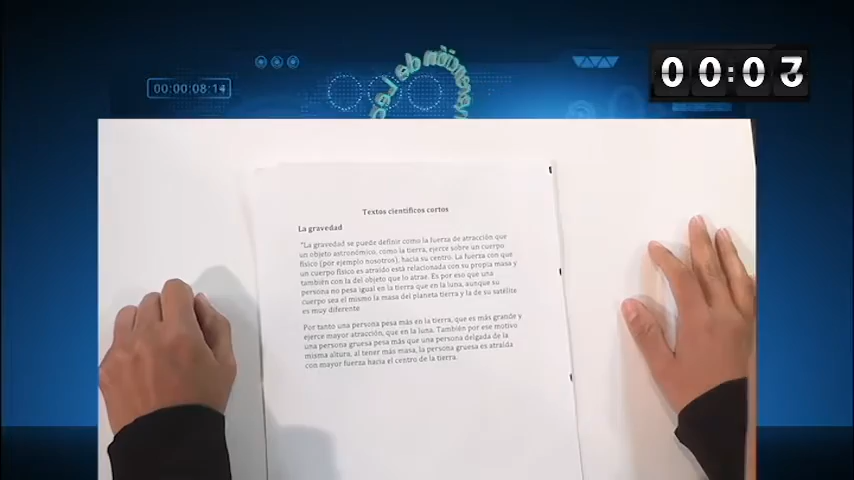 00:00:08:14
00:0
Textos científicos cortos
La gravedad
"La gravedad se puede definir como la fuerza de atracción que
un objeto astronómico, como la tierra, ejerce sobre un cuerpo
físico (por ejemplo nosotros), hacia su centro. La fuerza con que
un cuerpo físico es atraído está relacionada con su propia masa y
también con la del objeto que lo atrae. Es por eso que una
persona no pesa igual en la tierra que en la luna, aunque su
cuerpo sea el mismo la masa del planeta tierra y la de su satélite
es muy diferente
Por tanto una persona pesa más en la tierra, que es más grande y
ejerce mayor atracción, que en la luna. También por ese motivo
una persona gruesa pesa más que una persona delgada de la
misma altura, al tener más masa, la persona gruesa es atraída
con mayor fuerza hacia el centro de la tierra.